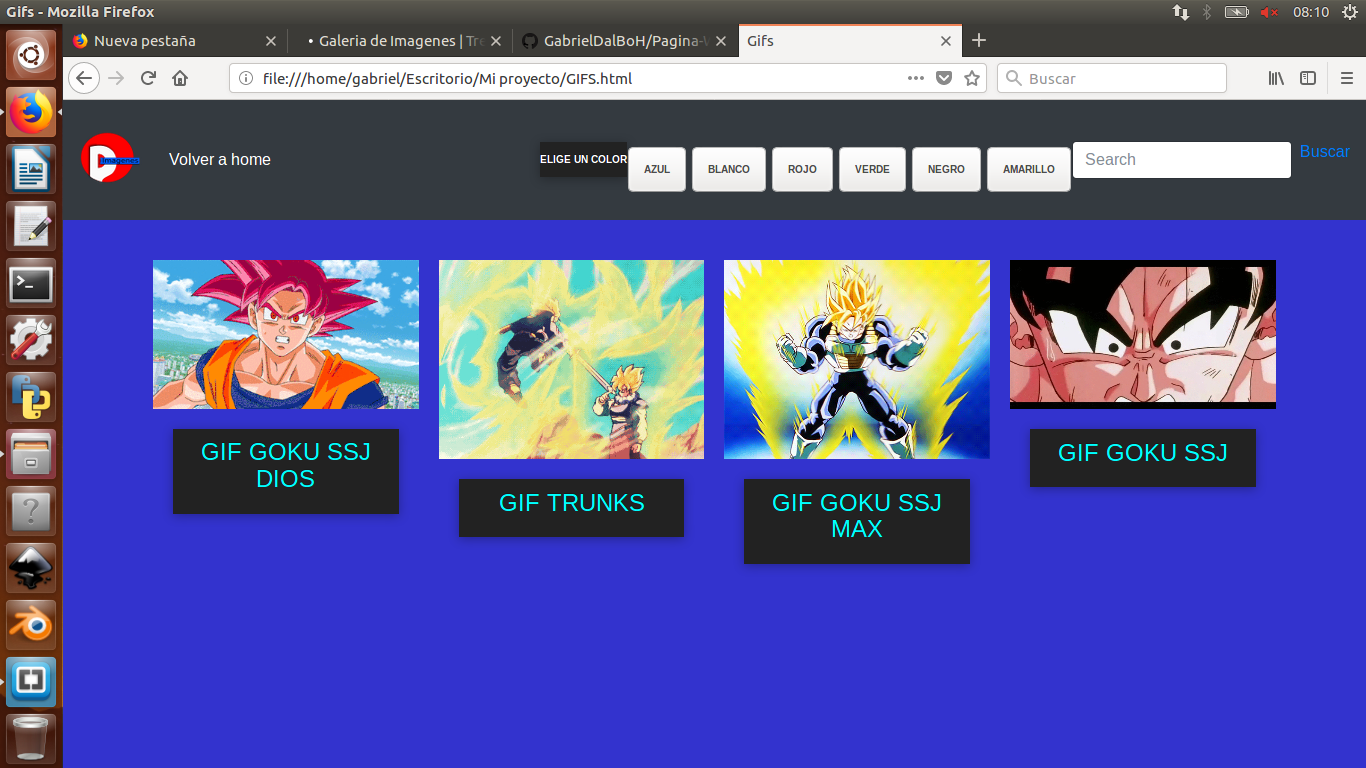 Gifs - Mozilla Firefox
08:10
Nueva pestaña
• Galeria de Imagenes | Tre
GabrielDalBoH/Pagina-W
Gifs
file:///home/gabriel/Escritorio/Mi proyecto/GIFS.html
Buscar
D Imagenes
Volver a home
ELIGE UN COLOR
AZUL
BLANCO
ROJO
VERDE
NEGRO
AMARILLO
Search
Buscar
GIF GOKU SSJ
DIOS
GIF TRUNKS
GIF GOKU SSJ
MAX
GIF GOKU SSJ